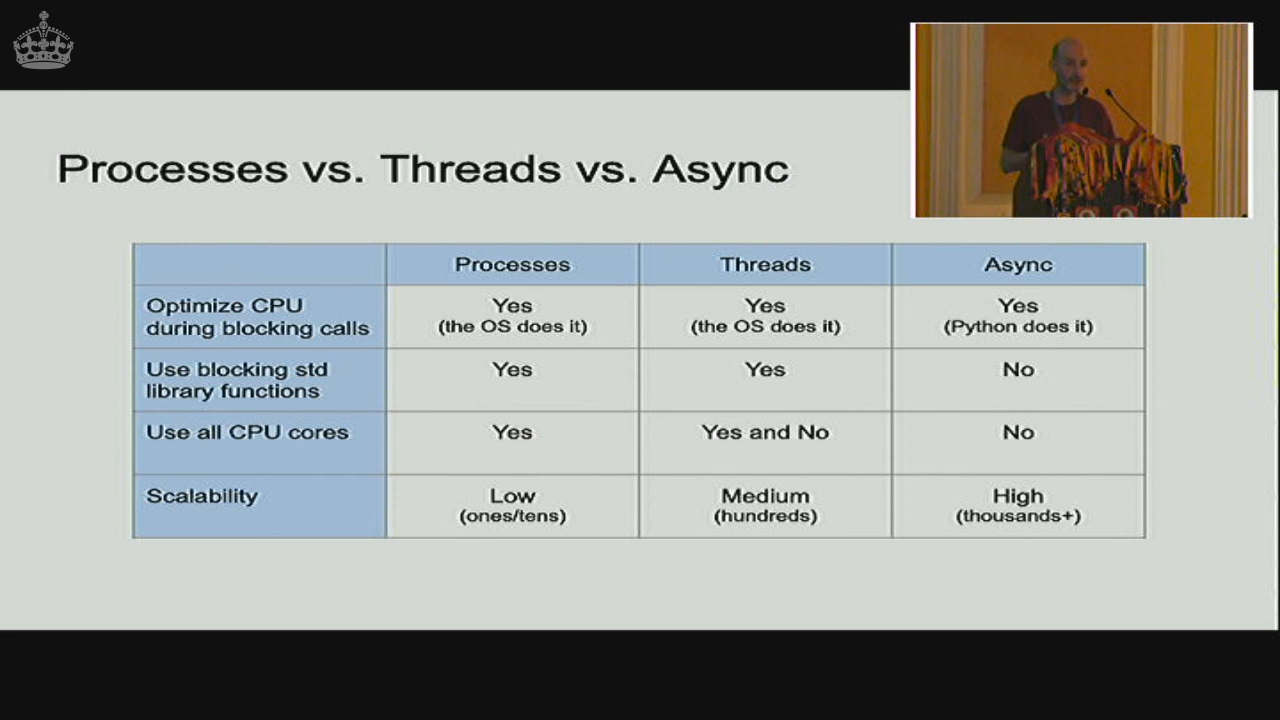 Processes vs. Threads vs. Async
Processes
Threads
Async
Optimize CPU
during blocking calls
Yes
(the OS does it)
Yes
(the OS does it)
Yes
(Python does it)
Use blocking std
library functions
Yes
Yes
No
Use all CPU cores
Yes
Yes and No
No
Scalability
Low
(ones/tens)
Medium
(hundreds)
High
(thousands+)